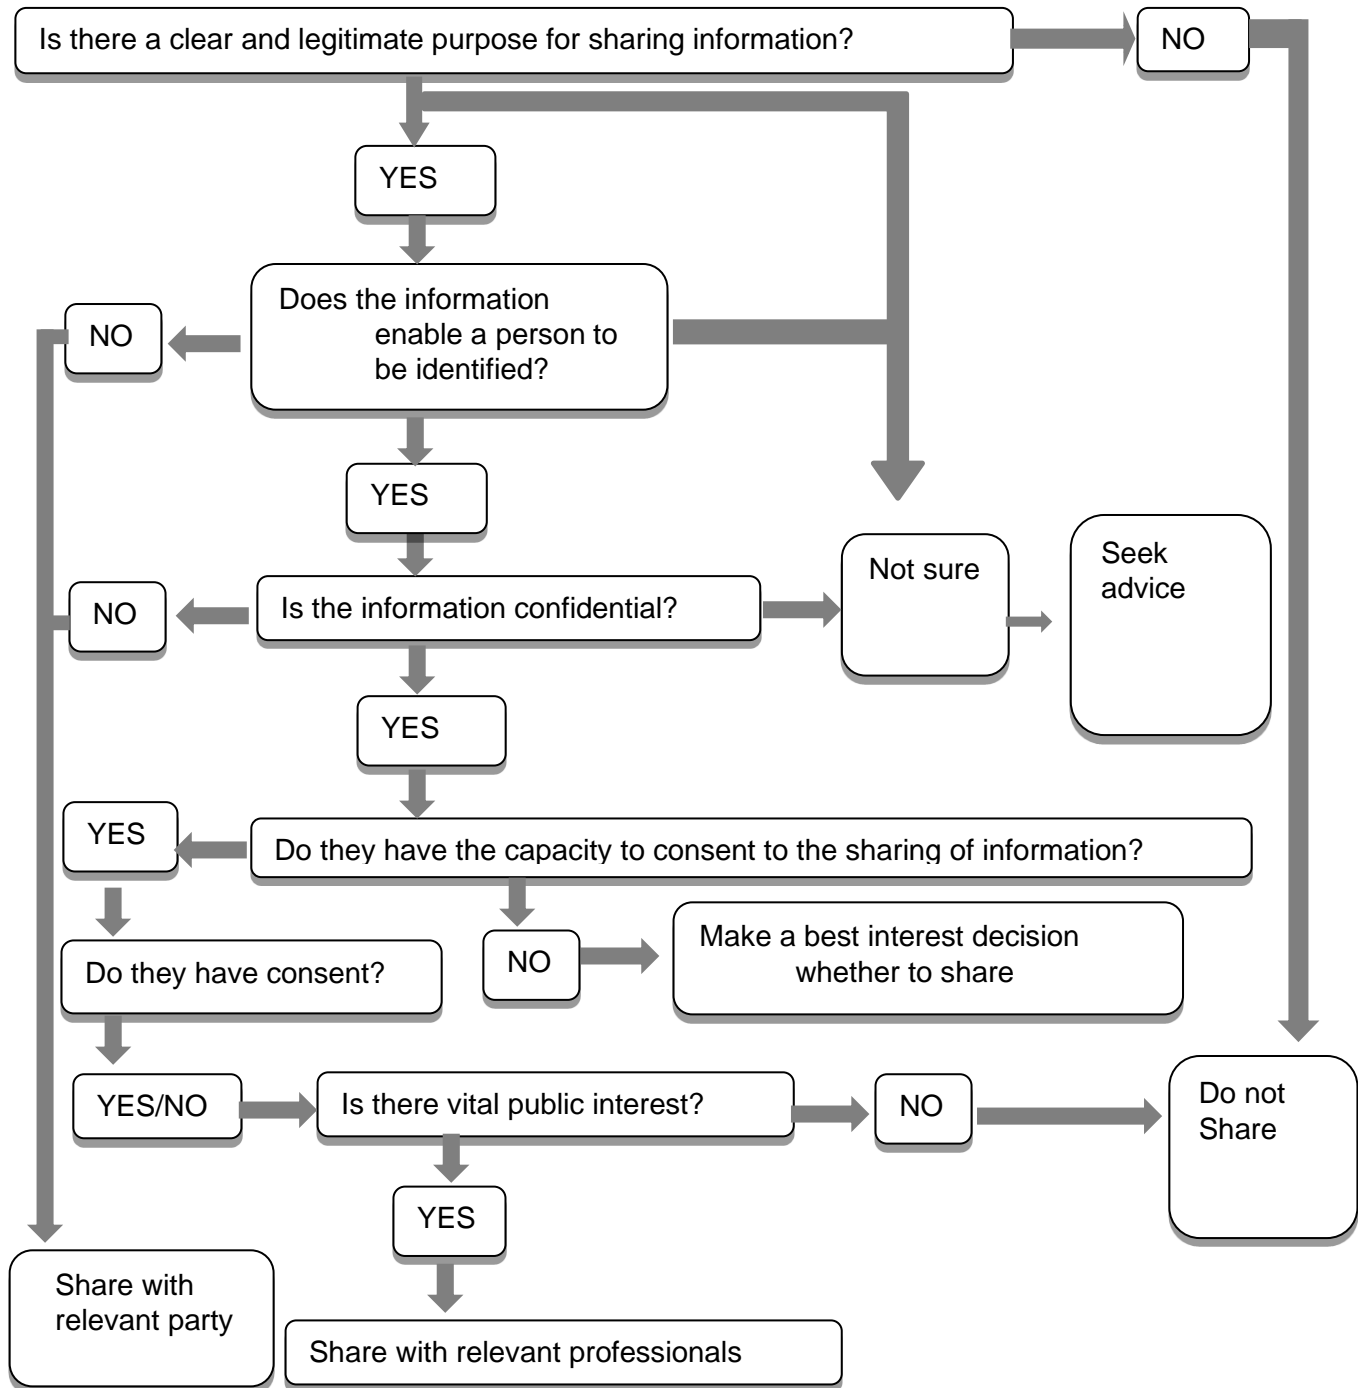 Is there a clear and legitimate purpose for sharing information?
NO
YES
Does the information
enable a person to
be identified?
NO
YES
Not sure
Seek
advice
Is the information confidential?
NO
YES
YES
Do they have the capacity to consent to the sharing of information?
Do they have consent?
NO
Make a best interest decision
whether to share
YES/NO
Is there vital public interest?
NO
Do not
Share
YES
Share with
relevant party
Share with relevant professionals